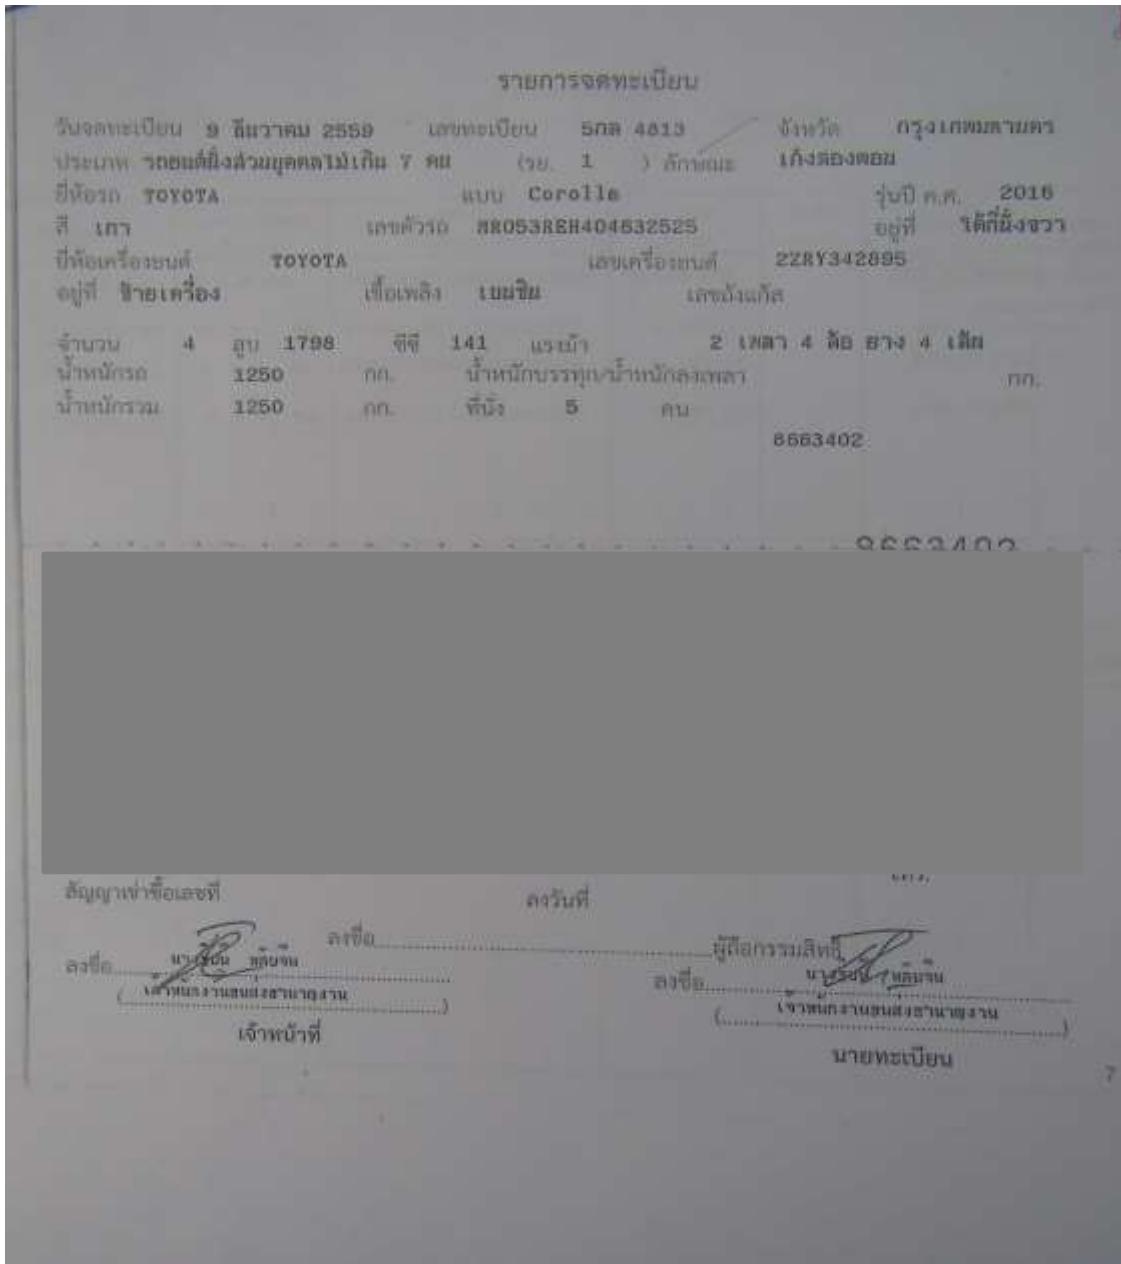 รายการจดทะเบียน
วันจดทะเบียน 9 ธันวาคม 2559 เลขทะเบียน 5กล 4813 จังหวัด กรุงเทพมหานคร
ประเภท รถยนต์นั่งส่วนบุคคลไม่เกิน 7 คน (รย. 1 ) ลักษณะ เก๋งสองตอน
ยี่ห้อรถ TOYOTA แบบ Corolla รุ่นปี ค.ศ. 2016
สี เทา เลขตัวรถ MR053REH404632525 อยู่ที่ ใต้ที่นั่งขวา
ยี่ห้อเครื่องยนต์ TOYOTA เลขเครื่องยนต์ 2ZRY342895
อยู่ที่ ซ้ายเครื่อง เชื้อเพลิง เบนซิน เลขถังแก๊ส
จำนวน 4 สูบ 1798 ซีซี 141 แรงม้า 2 เพลา 4 ล้อ ยาง 4 เส้น
น้ำหนักรถ 1250 กก. น้ำหนักบรรทุก/น้ำหนักลงเพลา กก.
น้ำหนักรวม 1250 กก. ที่นั่ง 5 คน
8663402
8663402
สัญญาเช่าซื้อเลขที่ ลงวันที่
ลงชื่อ ผู้ถือกรรมสิทธิ์
ลงชื่อ ลงชื่อ
(เจ้าพนักงานขนส่งชำนาญงาน) (เจ้าพนักงานขนส่งชำนาญงาน)
เจ้าหน้าที่ นายทะเบียน
7